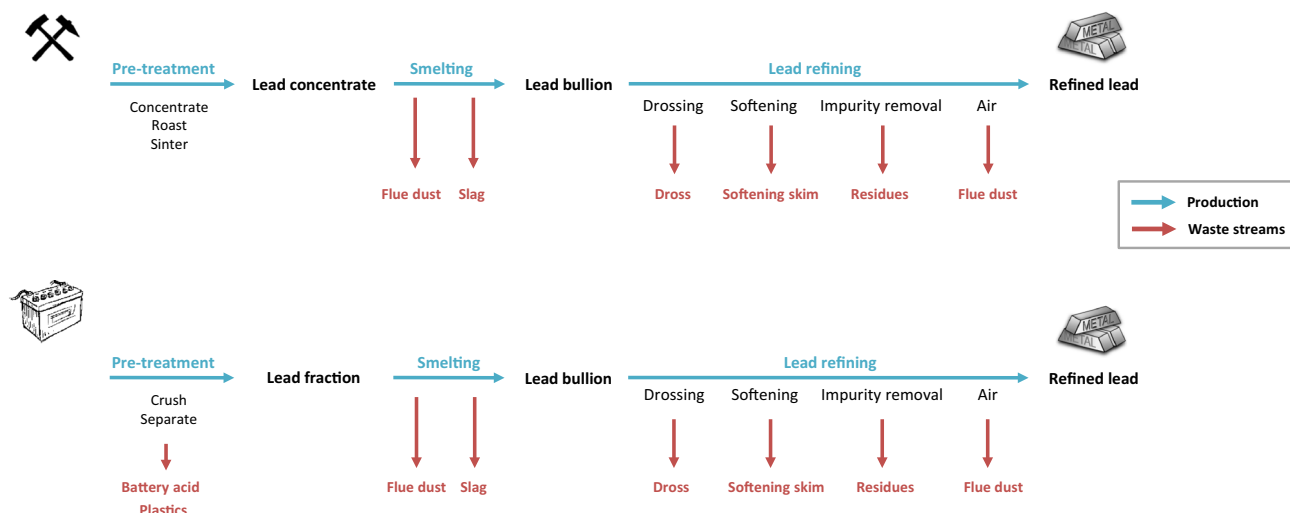 METAL
METAL
Pre-treatment
Lead concentrate
Smelting
Lead bullion
Lead refining
Refined lead
Concentrate
Roast
Sinter
Drossing
Softening
Impurity removal
Air
Flue dust
Slag
Dross
Softening skim
Residues
Flue dust
Production
Waste streams
METAL
METAL
Pre-treatment
Lead fraction
Smelting
Lead bullion
Lead refining
Refined lead
Crush
Separate
Drossing
Softening
Impurity removal
Air
Battery acid
Plastics
Flue dust
Slag
Dross
Softening skim
Residues
Flue dust